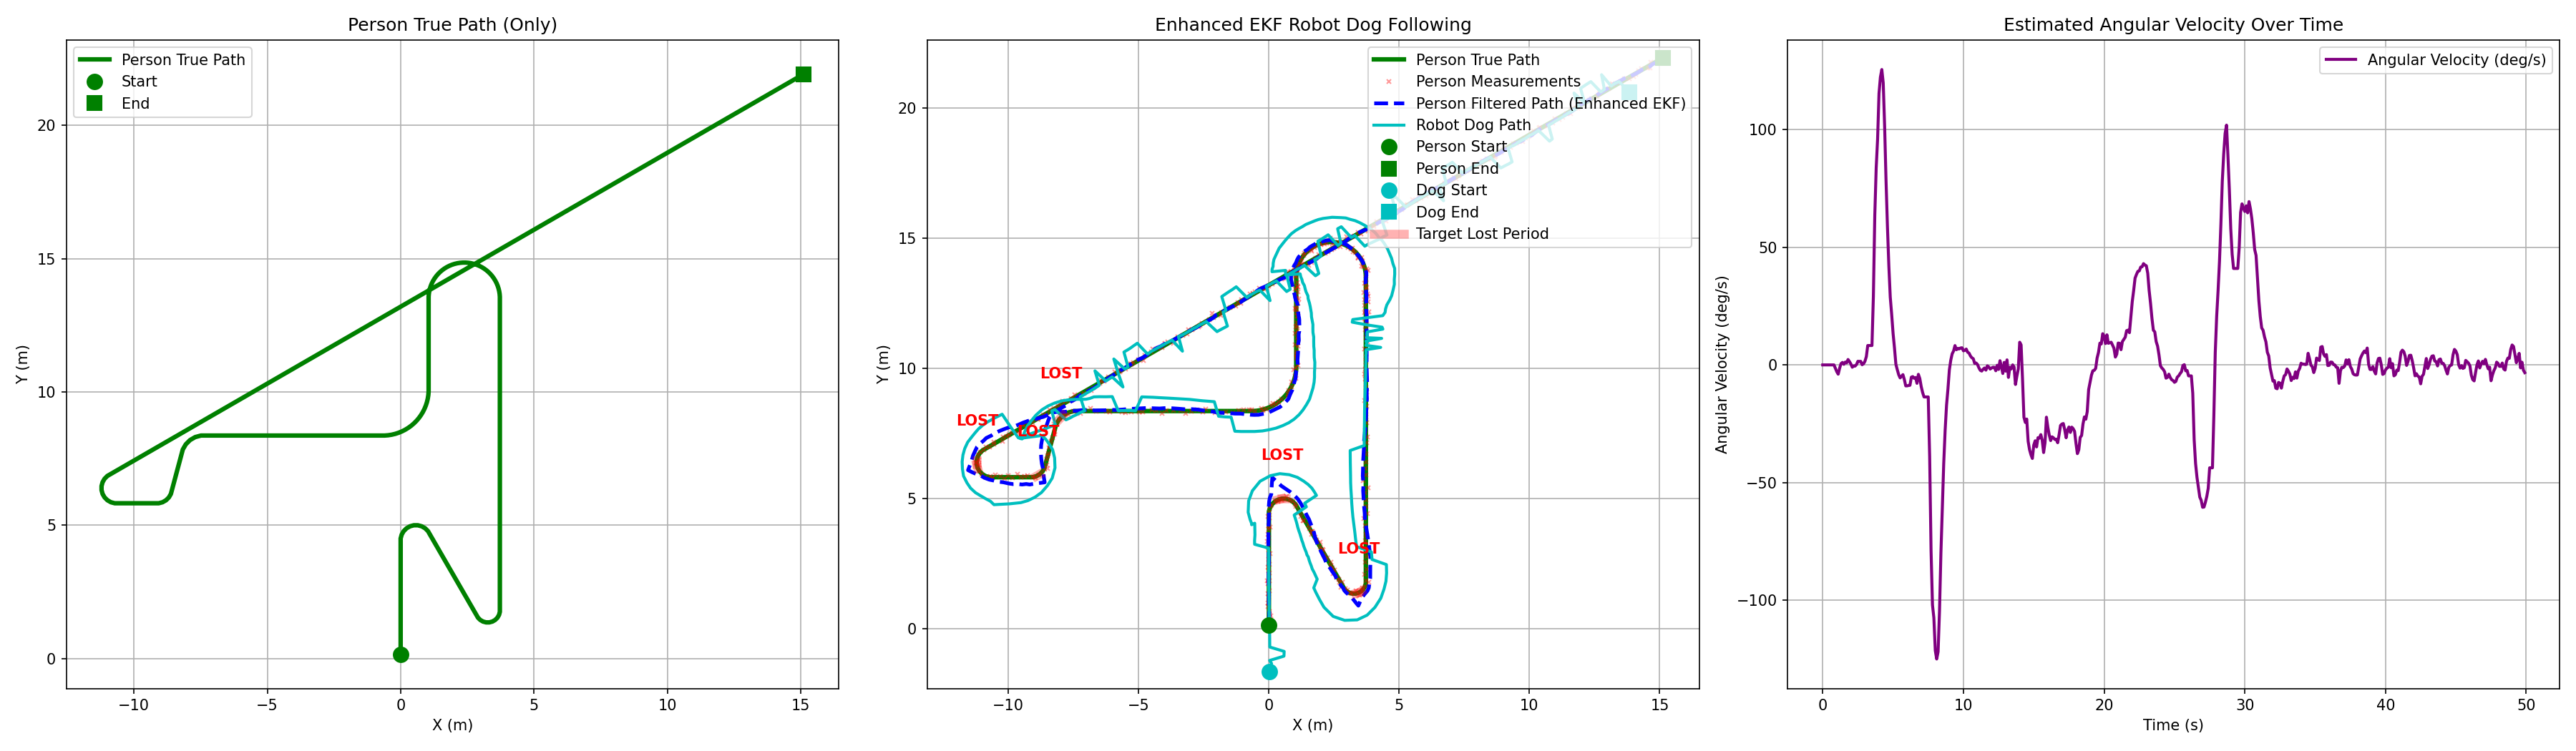 Person True Path (Only)
Person True Path
Start
End
20
15
10
5
0
Y (m)
−10
−5
0
5
10
15
X (m)
Enhanced EKF Robot Dog Following
Person True Path
Person Measurements
Person Filtered Path (Enhanced EKF)
Robot Dog Path
Person Start
Person End
Dog Start
Dog End
Target Lost Period
LOST
LOST
LOST
LOST
LOST
20
15
10
5
0
Y (m)
−10
−5
0
5
10
15
X (m)
Estimated Angular Velocity Over Time
Angular Velocity (deg/s)
100
50
0
−50
−100
Angular Velocity (deg/s)
0
10
20
30
40
50
Time (s)